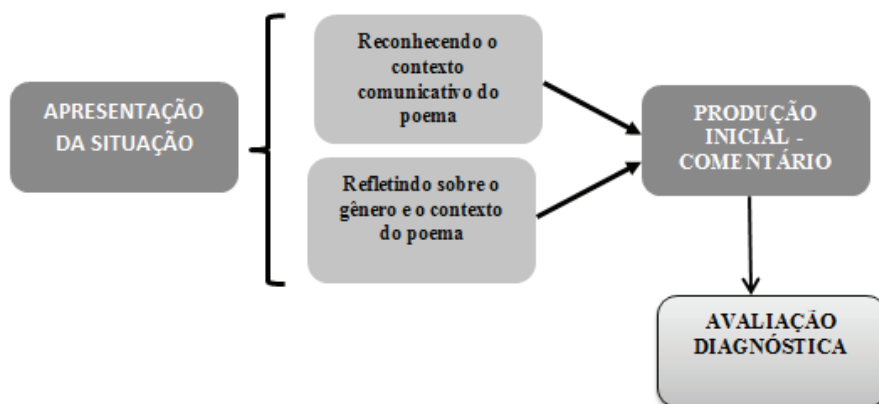 APRESENTAÇÃO
DA SITUAÇÃO
Reconhecendo o
contexto
comunicativo do
poema
Refletindo sobre o
gênero e o contexto
do poema
PRODUÇÃO
INICIAL -
COMENTÁRIO
AVALIAÇÃO
DIAGNÓSTICA